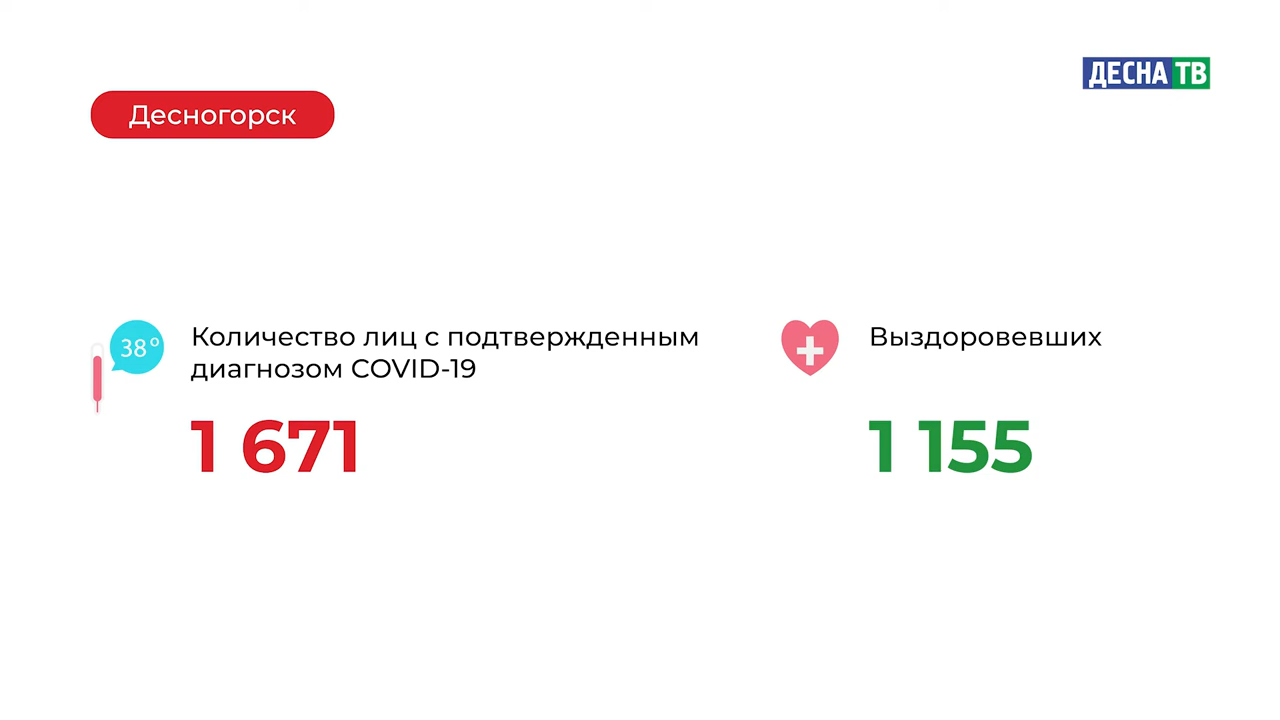 ДЕСНА ТВ
Десногорск
38°
Количество лиц с подтвержденным
диагнозом COVID-19
1 671
Выздоровевших
1 155